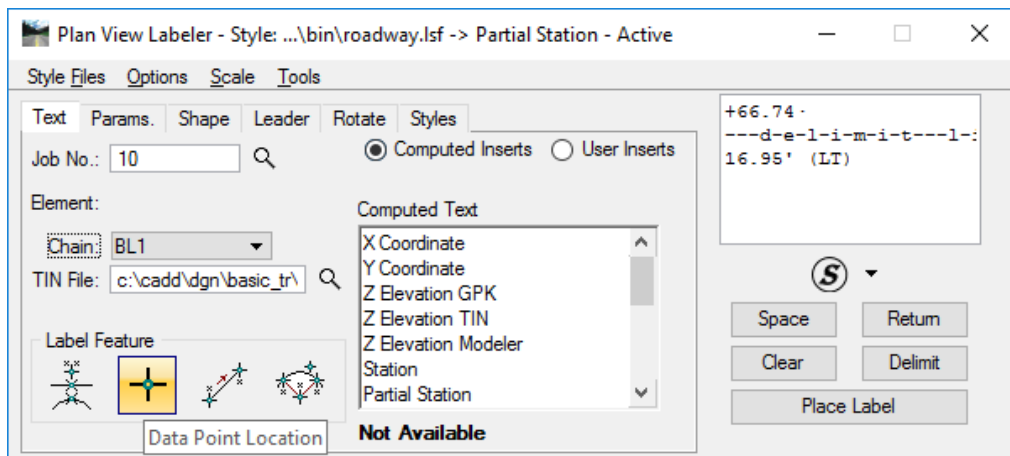 Plan View Labeler - Style: ...\bin\roadway.lsf -> Partial Station - Active
Style Files Options Scale Tools
Text Params. Shape Leader Rotate Styles
Job No.: 10
Computed Inserts User Inserts
Element:
Chain: BL1
TIN File: c:\cadd\dgn\basic_tr\
Computed Text
X Coordinate
Y Coordinate
Z Elevation GPK
Z Elevation TIN
Z Elevation Modeler
Station
Partial Station
Label Feature
Data Point Location
Not Available
+66.74·
---d-e-l-i-m-i-t---l-i
16.95' (LT)
S
Space Return
Clear Delimit
Place Label